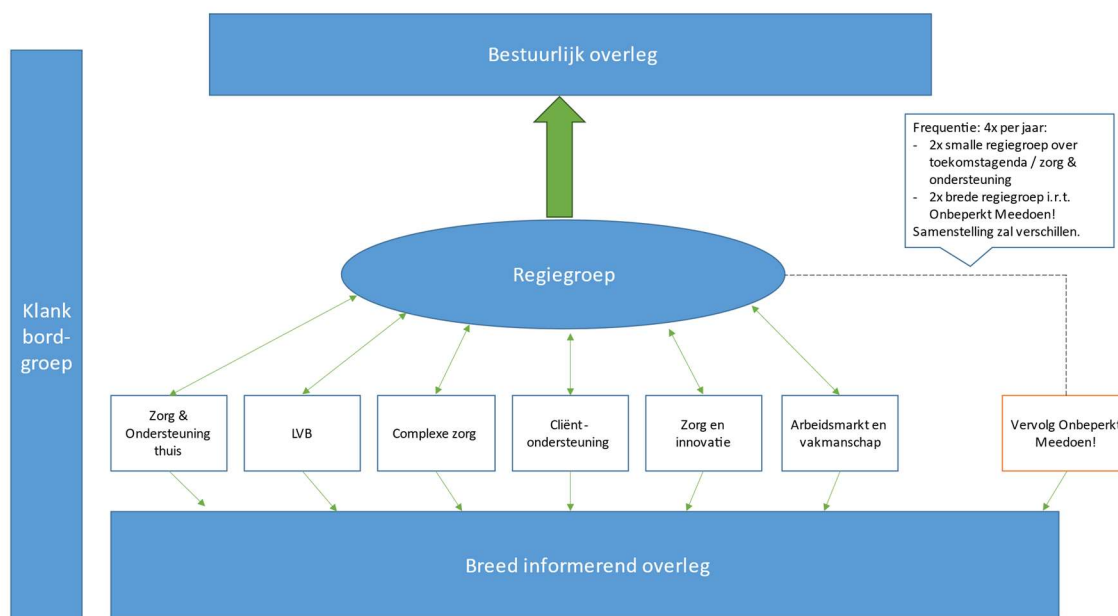 Bestuurlijk overleg
Frequentie: 4x per jaar:
- 2x smalle regiegroep over
toekomstagenda / zorg &
ondersteuning
- 2x brede regiegroep i.r.t.
Onbeperkt Meedoen!
Samenstelling zal verschillen.
Regiegroep
Klank
bord-
groep
Zorg &
Ondersteuning
thuis
LVB
Complexe zorg
Cliënt-
ondersteuning
Zorg en
innovatie
Arbeidsmarkt en
vakmanschap
Vervolg Onbeperkt
Meedoen!
Breed informerend overleg